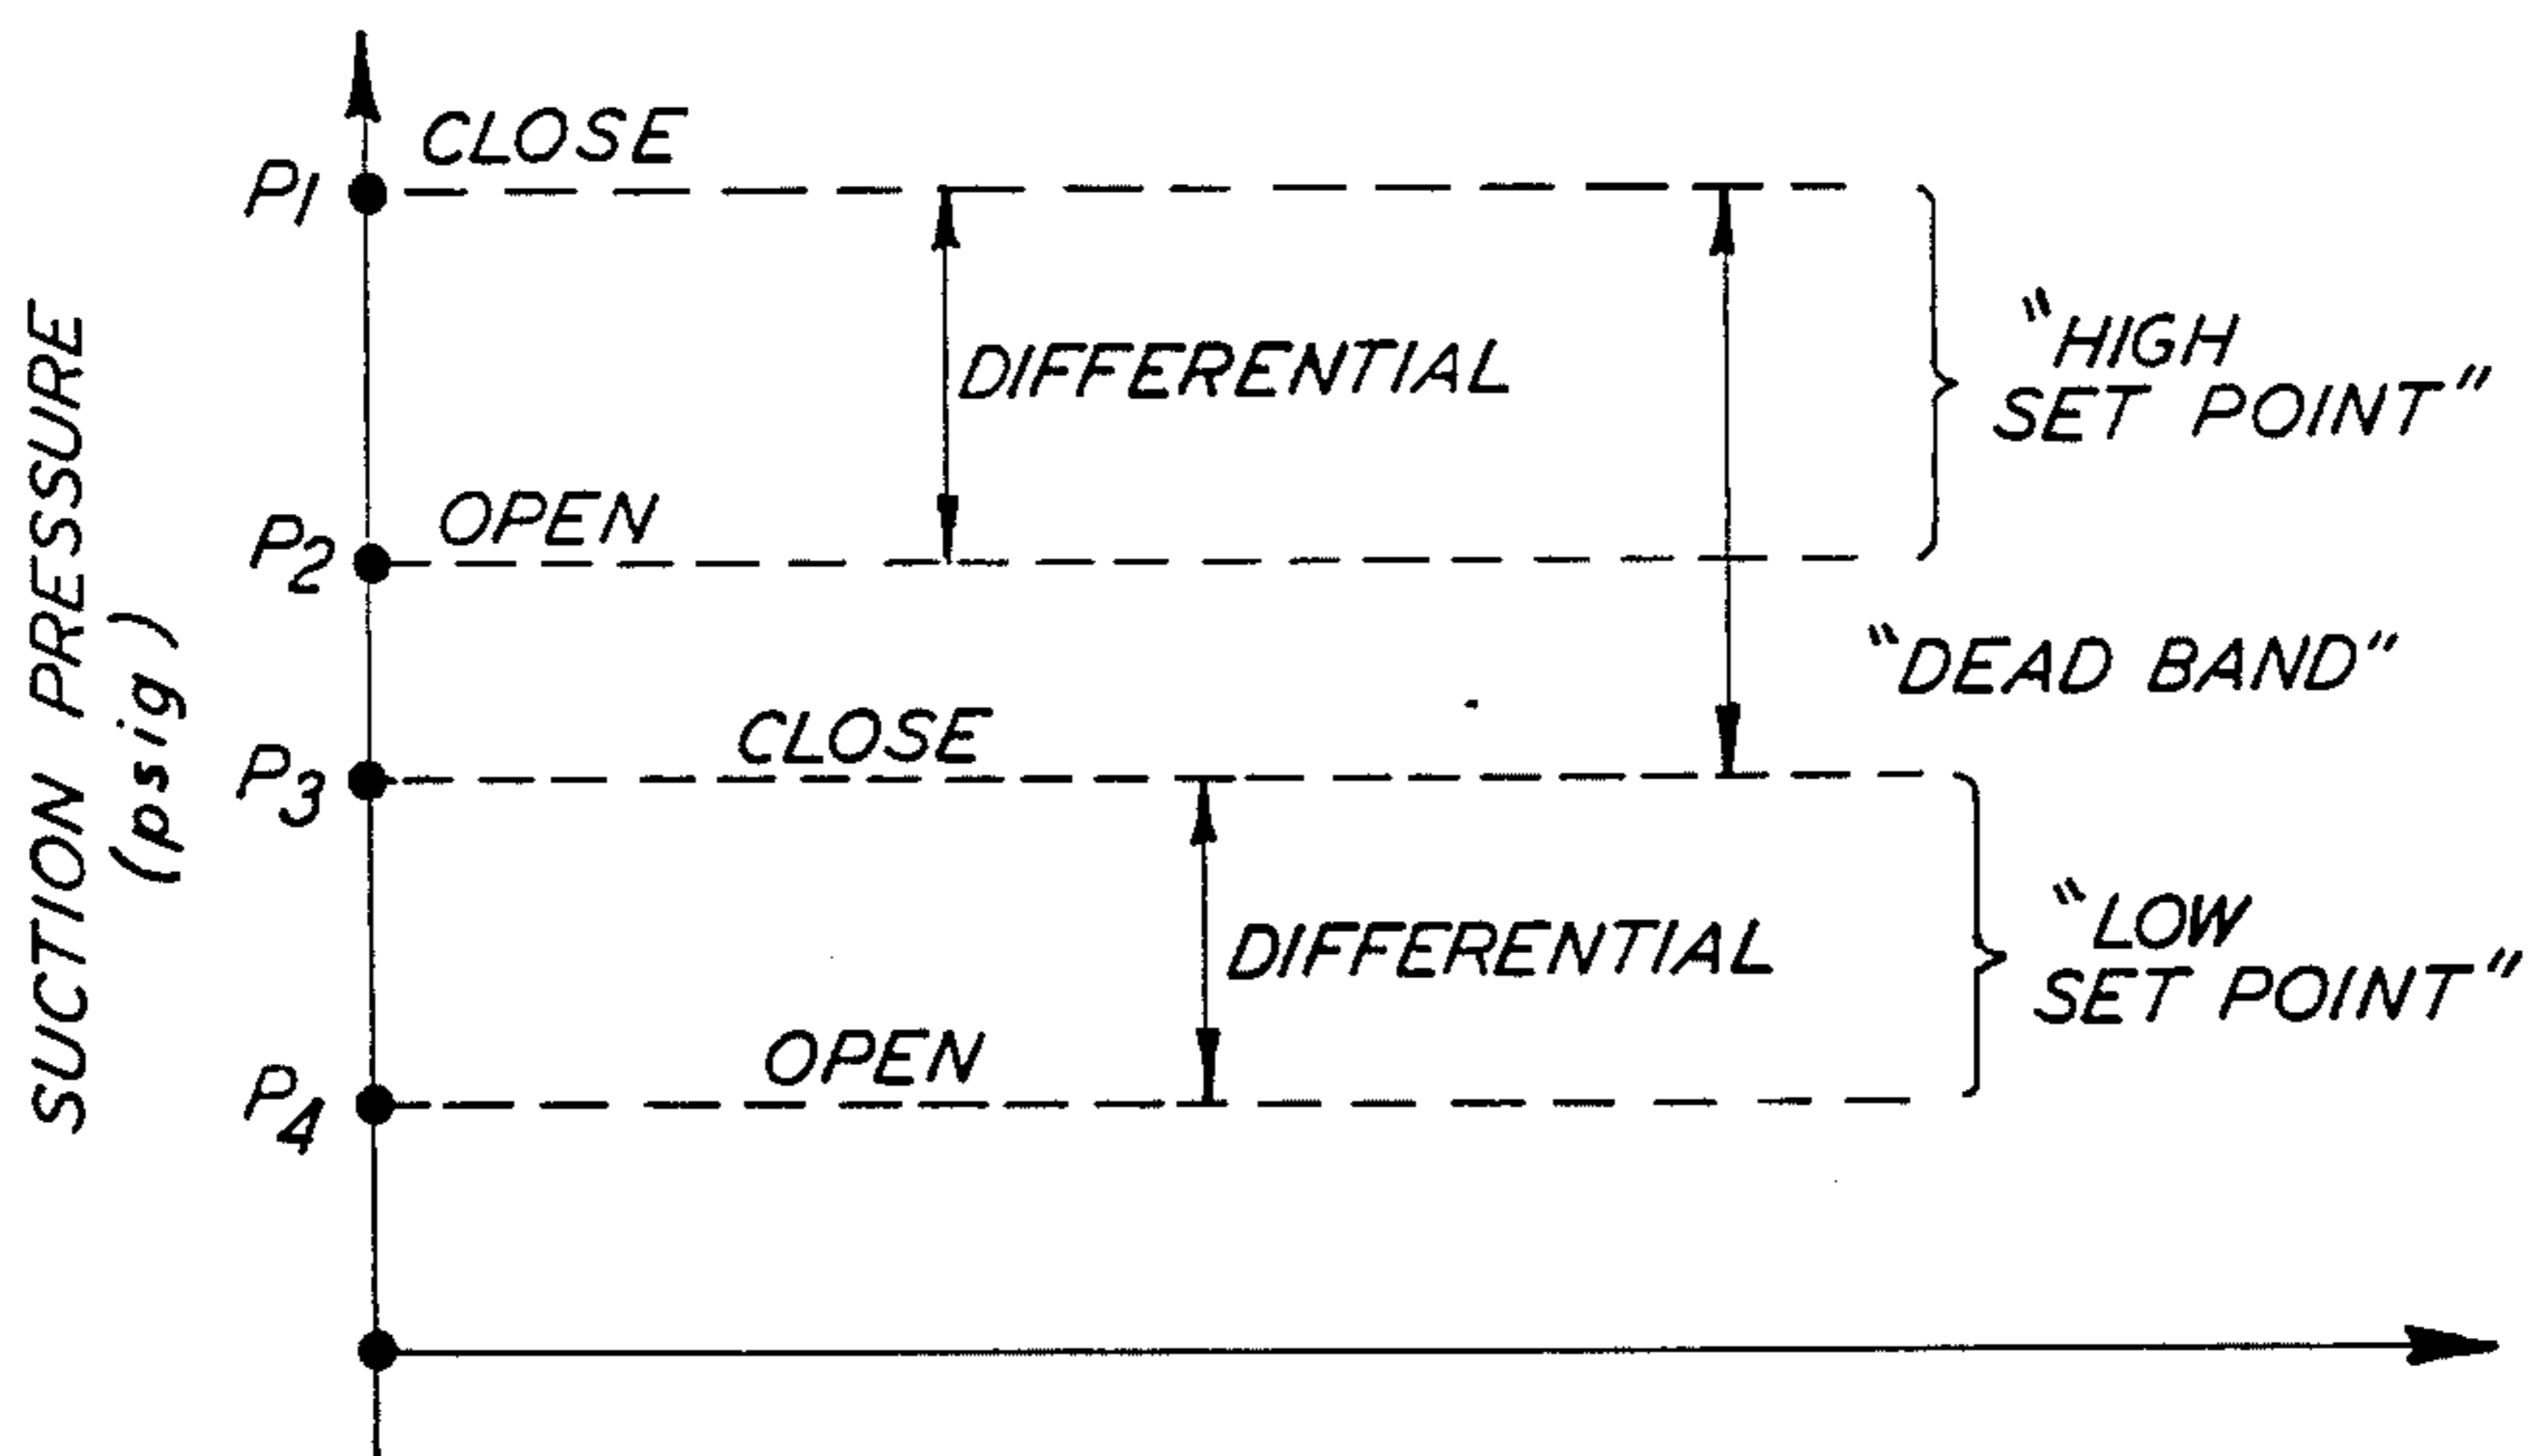 SUCTION PRESSURE
(psig)
P1
CLOSE
DIFFERENTIAL
"HIGH
SET POINT"
P2
OPEN
"DEAD BAND"
P3
CLOSE
DIFFERENTIAL
"LOW
SET POINT"
P4
OPEN